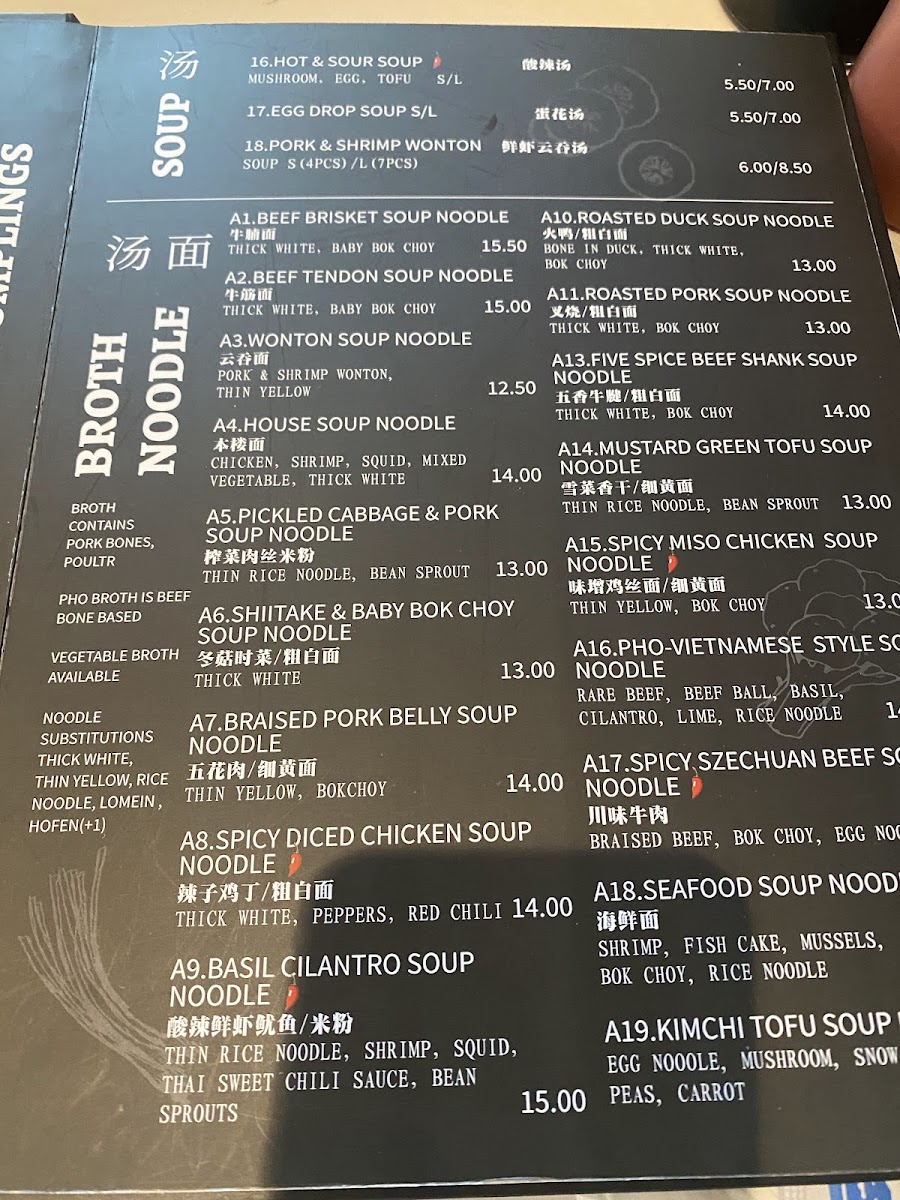 MPLINGS
汤
SOUP
16.HOT & SOUR SOUP
酸辣汤
MUSHROOM, EGG, TOFU S/L
5.50/7.00
17.EGG DROP SOUP S/L
蛋花汤
5.50/7.00
18.PORK & SHRIMP WONTON
鲜虾云吞汤
SOUP S (4PCS) /L (7PCS)
6.00/8.50
汤 面
BROTH
NOODLE
BROTH
CONTAINS
PORK BONES,
POULTR
PHO BROTH IS BEEF
BONE BASED
VEGETABLE BROTH
AVAILABLE
NOODLE
SUBSTITUTIONS
THICK WHITE,
THIN YELLOW, RICE
NOODLE, LOMEIN ,
HOFEN(+1)
A1.BEEF BRISKET SOUP NOODLE
牛腩面
THICK WHITE, BABY BOK CHOY 15.50
A2.BEEF TENDON SOUP NOODLE
牛筋面
THICK WHITE, BABY BOK CHOY 15.00
A3.WONTON SOUP NOODLE
云吞面
PORK & SHRIMP WONTON,
THIN YELLOW 12.50
A4.HOUSE SOUP NOODLE
本楼面
CHICKEN, SHRIMP, SQUID, MIXED
VEGETABLE, THICK WHITE 14.00
A5.PICKLED CABBAGE & PORK
SOUP NOODLE
榨菜肉丝米粉
THIN RICE NOODLE, BEAN SPROUT 13.00
A6.SHIITAKE & BABY BOK CHOY
SOUP NOODLE
冬菇时菜/粗白面
THICK WHITE 13.00
A7.BRAISED PORK BELLY SOUP
NOODLE
五花肉/细黄面
THIN YELLOW, BOKCHOY 14.00
A8.SPICY DICED CHICKEN SOUP
NOODLE
辣子鸡丁/粗白面
THICK WHITE, PEPPERS, RED CHILI 14.00
A9.BASIL CILANTRO SOUP
NOODLE
酸辣鲜虾鱿鱼/米粉
THIN RICE NOODLE, SHRIMP, SQUID,
THAI SWEET CHILI SAUCE, BEAN
SPROUTS 15.00
A10.ROASTED DUCK SOUP NOODLE
火鸭/粗白面
BONE IN DUCK, THICK WHITE,
BOK CHOY 13.00
A11.ROASTED PORK SOUP NOODLE
叉烧/粗白面
THICK WHITE, BOK CHOY 13.00
A13.FIVE SPICE BEEF SHANK SOUP
NOODLE
五香牛腱/粗白面
THICK WHITE, BOK CHOY 14.00
A14.MUSTARD GREEN TOFU SOUP
NOODLE
雪菜香干/细黄面
THIN RICE NOODLE, BEAN SPROUT 13.00
A15.SPICY MISO CHICKEN SOUP
NOODLE
味增鸡丝面/细黄面
THIN YELLOW, BOK CHOY 13.0
A16.PHO-VIETNAMESE STYLE SO
NOODLE
RARE BEEF, BEEF BALL, BASIL,
CILANTRO, LIME, RICE NOODLE 14
A17.SPICY SZECHUAN BEEF SO
NOODLE
川味牛肉
BRAISED BEEF, BOK CHOY, EGG NOO
A18.SEAFOOD SOUP NOOD
海鲜面
SHRIMP, FISH CAKE, MUSSELS,
BOK CHOY, RICE NOODLE
A19.KIMCHI TOFU SOUP
EGG NOOOLE, MUSHROOM, SNOW
PEAS, CARROT